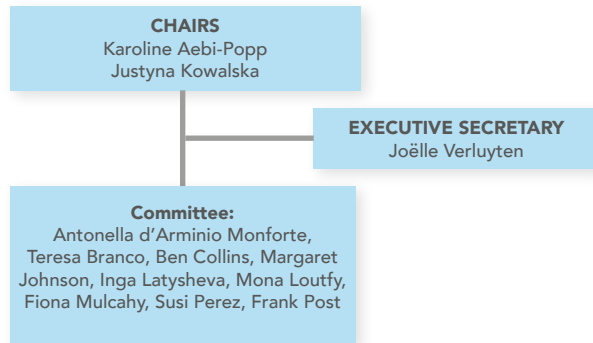 CHAIRS
Karoline Aebi-Popp
Justyna Kowalska
EXECUTIVE SECRETARY
Joëlle Verluyten
Committee:
Antonella d’Arminio Monforte,
Teresa Branco, Ben Collins, Margaret
Johnson, Inga Latysheva, Mona Loutfy,
Fiona Mulcahy, Susi Perez, Frank Post